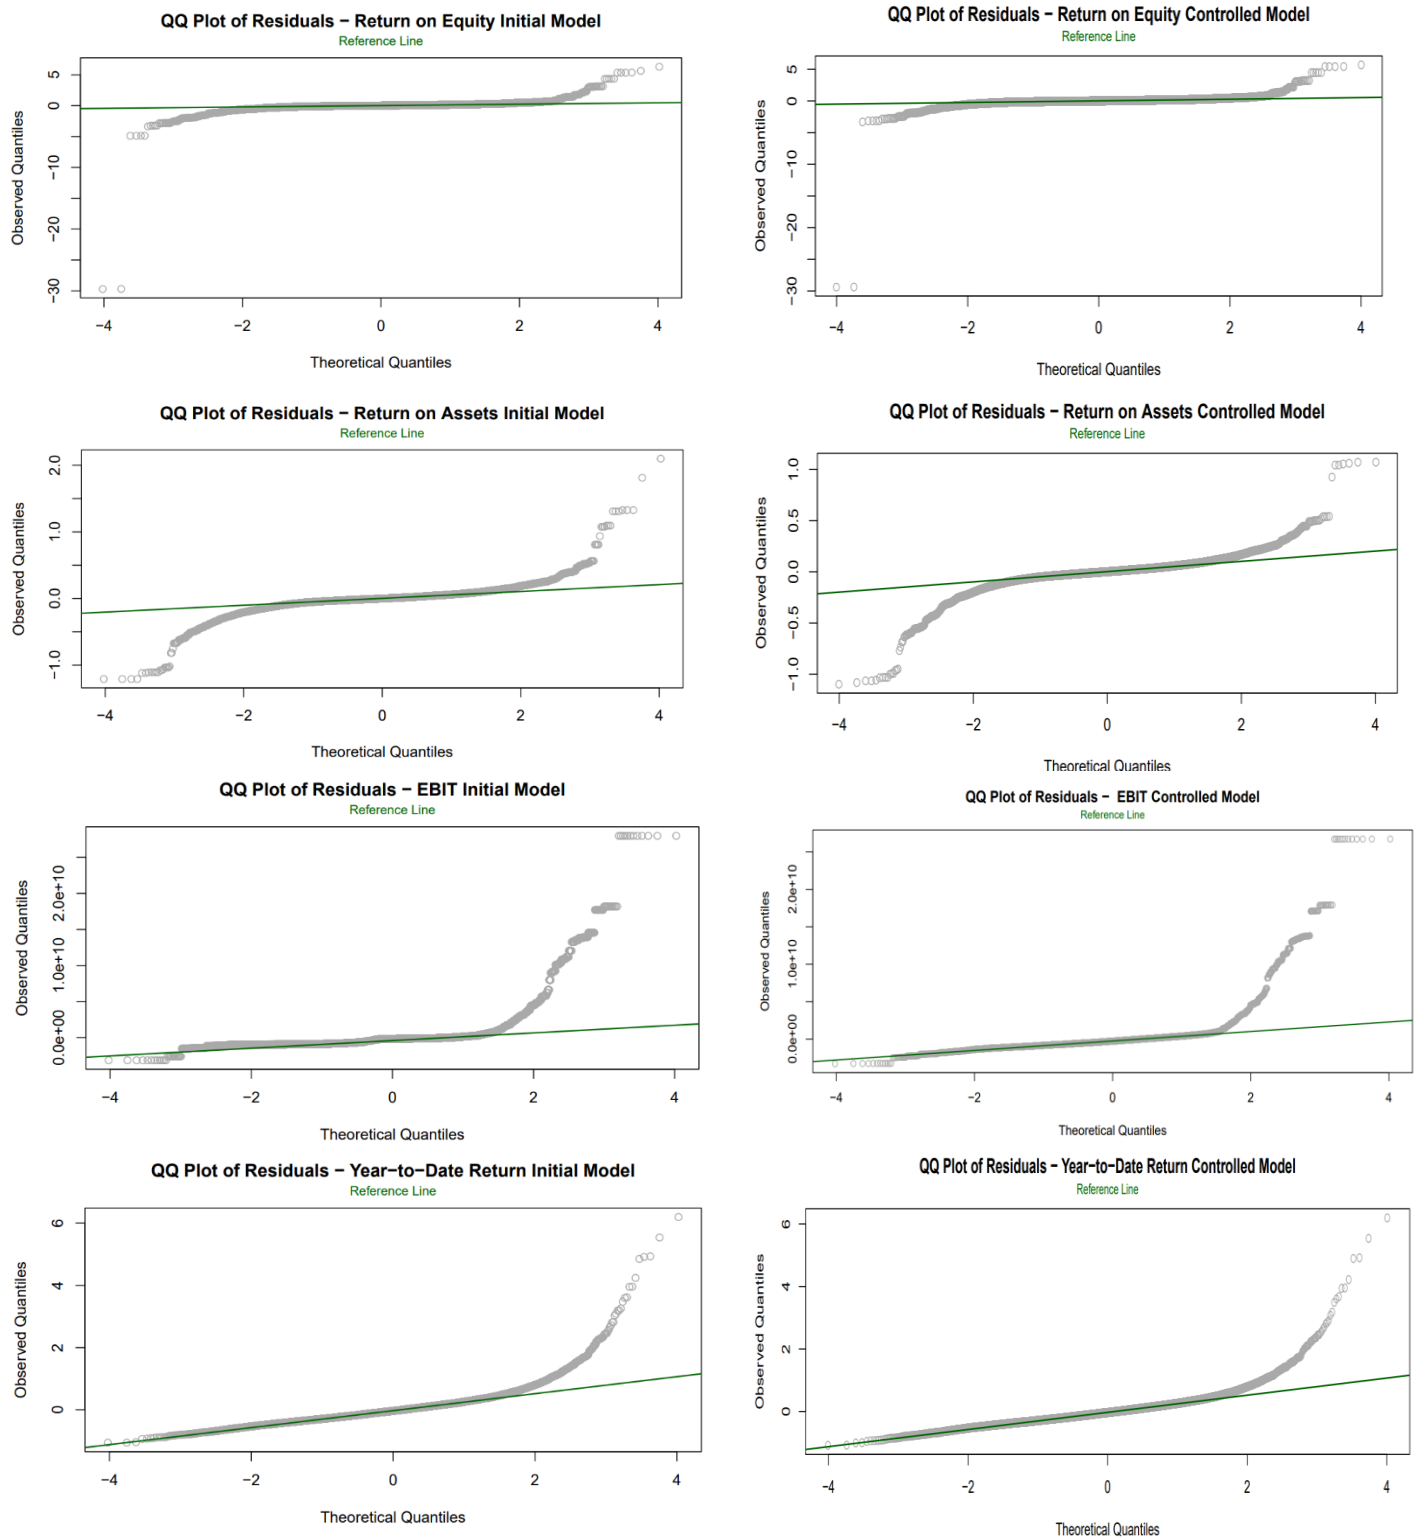 QQ Plot of Residuals − Return on Equity Initial Model
Reference Line
Observed Quantiles
5
0
−10
−20
−30
−4 −2 0 2 4
Theoretical Quantiles
QQ Plot of Residuals − Return on Equity Controlled Model
Reference Line
Observed Quantiles
5
0
−10
−20
−30
−4 −2 0 2 4
Theoretical Quantiles
QQ Plot of Residuals − Return on Assets Initial Model
Reference Line
Observed Quantiles
2.0
1.0
0.0
−1.0
−4 −2 0 2 4
Theoretical Quantiles
QQ Plot of Residuals − Return on Assets Controlled Model
Reference Line
Observed Quantiles
1.0
0.5
0.0
−0.5
−1.0
−4 −2 0 2 4
Theoretical Quantiles
QQ Plot of Residuals − EBIT Initial Model
Reference Line
Observed Quantiles
2.0e+10
1.0e+10
0.0e+00
−4 −2 0 2 4
Theoretical Quantiles
QQ Plot of Residuals − EBIT Controlled Model
Reference Line
Observed Quantiles
2.0e+10
1.0e+10
0.0e+00
−4 −2 0 2 4
Theoretical Quantiles
QQ Plot of Residuals − Year−to−Date Return Initial Model
Reference Line
Observed Quantiles
6
4
2
0
−4 −2 0 2 4
Theoretical Quantiles
QQ Plot of Residuals − Year−to−Date Return Controlled Model
Reference Line
Observed Quantiles
6
4
2
0
−4 −2 0 2 4
Theoretical Quantiles